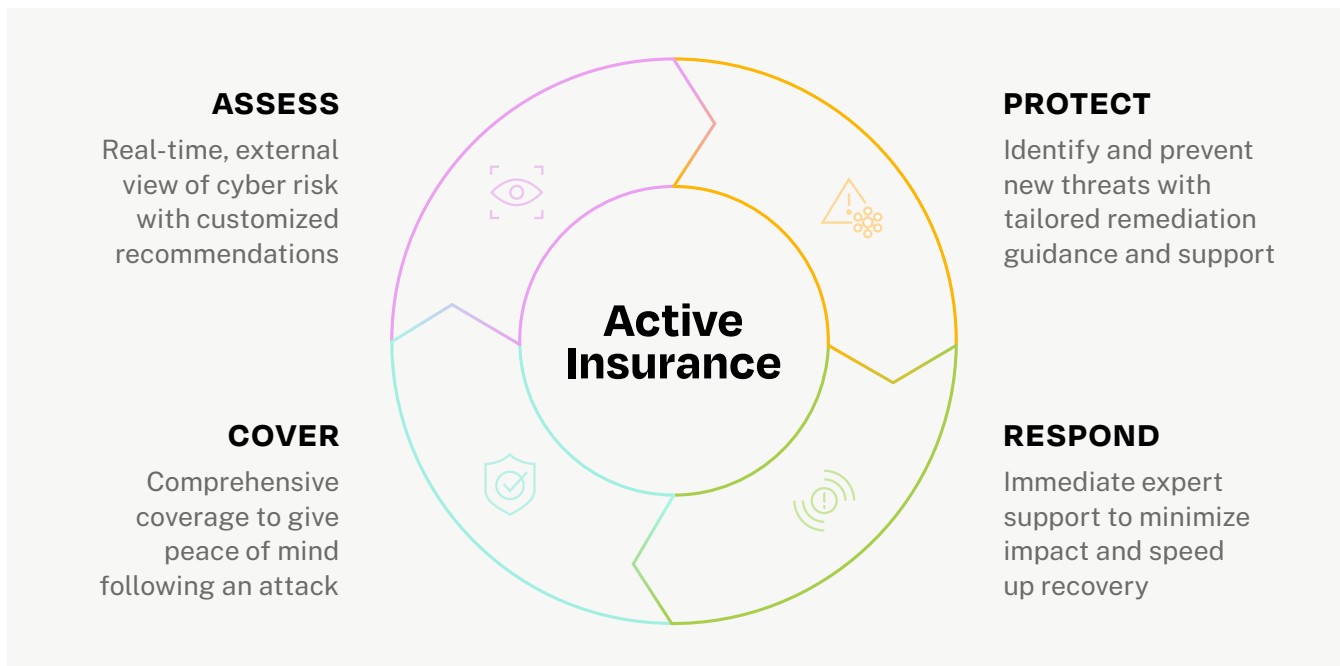 ASSESS
Real-time, external
view of cyber risk
with customized
recommendations
PROTECT
Identify and prevent
new threats with
tailored remediation
guidance and support
Active
Insurance
COVER
Comprehensive
coverage to give
peace of mind
following an attack
RESPOND
Immediate expert
support to minimize
impact and speed
up recovery